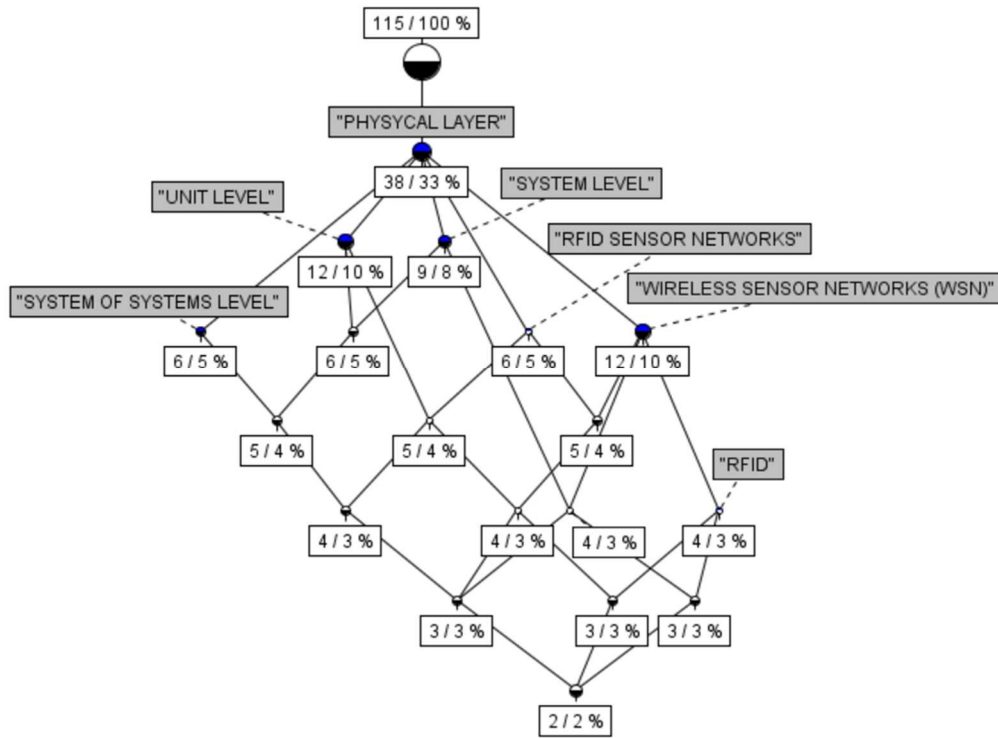 115 / 100 %
"PHYSYCAL LAYER"
38 / 33 %
"SYSTEM LEVEL"
"UNIT LEVEL"
"RFID SENSOR NETWORKS"
12 / 10 %
9 / 8 %
"WIRELESS SENSOR NETWORKS (WSN)"
"SYSTEM OF SYSTEMS LEVEL"
6 / 5 %
6 / 5 %
6 / 5 %
12 / 10 %
5 / 4 %
5 / 4 %
5 / 4 %
"RFID"
4 / 3 %
4 / 3 %
4 / 3 %
4 / 3 %
3 / 3 %
3 / 3 %
3 / 3 %
2 / 2 %